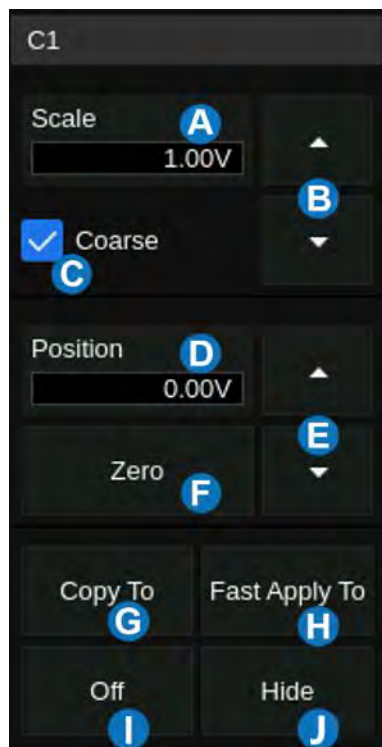 C1
Scale
A
1.00V
B
Coarse
C
Position
D
0.00V
E
Zero
F
Copy To
G
Fast Apply To
H
Off
I
Hide
J